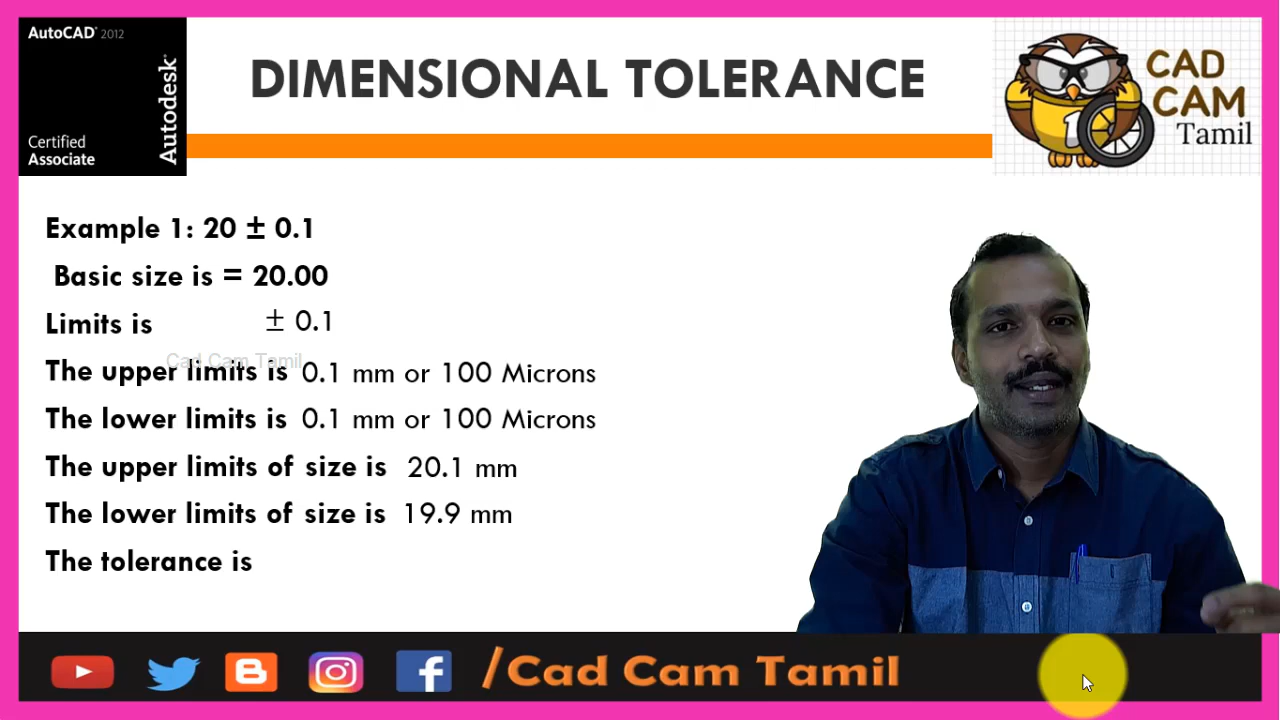 AutoCAD® 2012
Autodesk®
Certified
Associate
DIMENSIONAL TOLERANCE
CAD
CAM
Tamil
1
Example 1: 20 ± 0.1
Basic size is = 20.00
Limits is ± 0.1
Cad Cam Tamil
The upper limits is 0.1 mm or 100 Microns
The lower limits is 0.1 mm or 100 Microns
The upper limits of size is 20.1 mm
The lower limits of size is 19.9 mm
The tolerance is
/Cad Cam Tamil